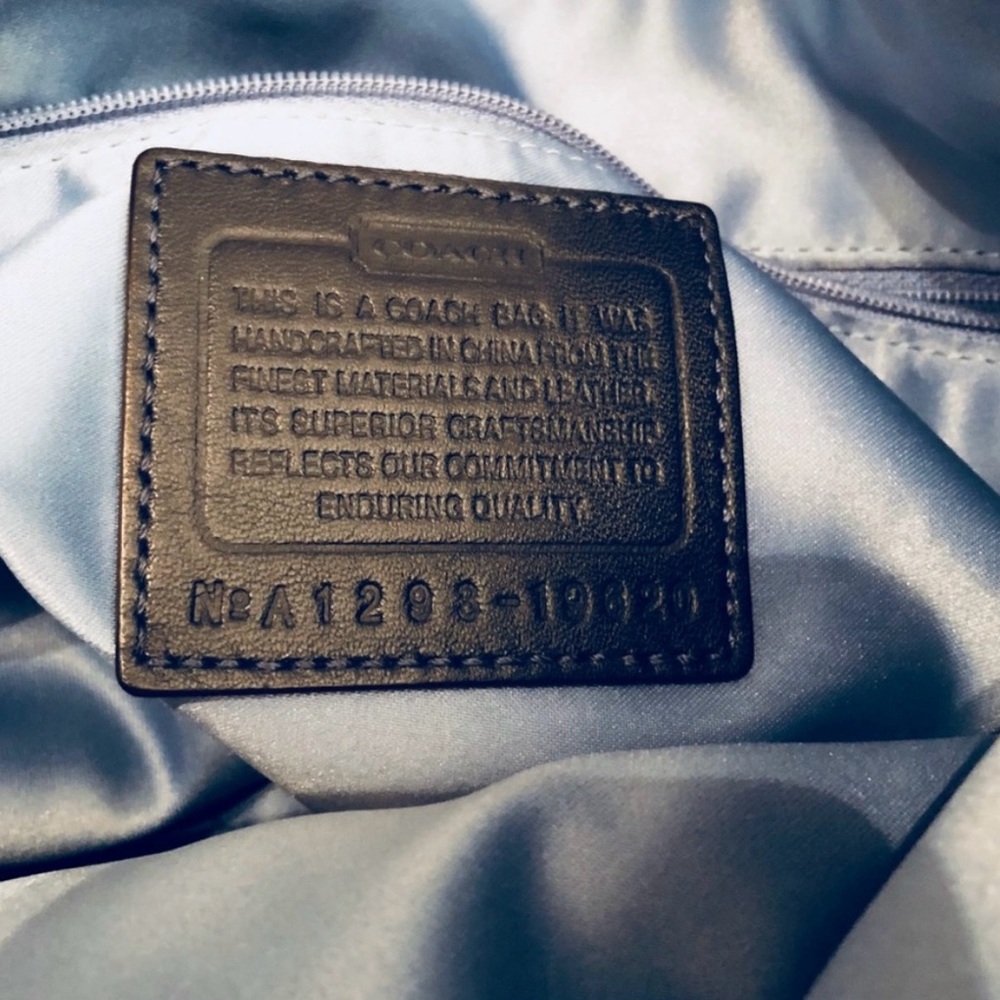 COACH
THIS IS A COACH BAG. IT WAS
HANDCRAFTED IN CHINA FROM THE
FINEST MATERIALS AND LEATHER.
ITS SUPERIOR CRAFTSMANSHIP
REFLECTS OUR COMMITMENT TO
ENDURING QUALITY.